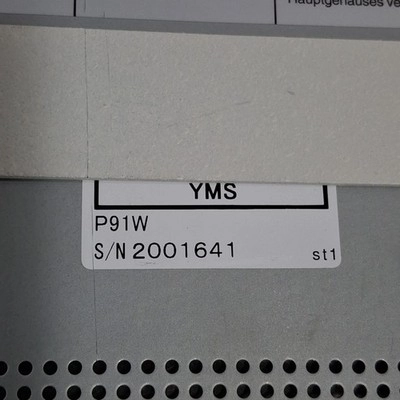 Hauptgehäuses ve
YMS
P91W
S/N 2001641
st1